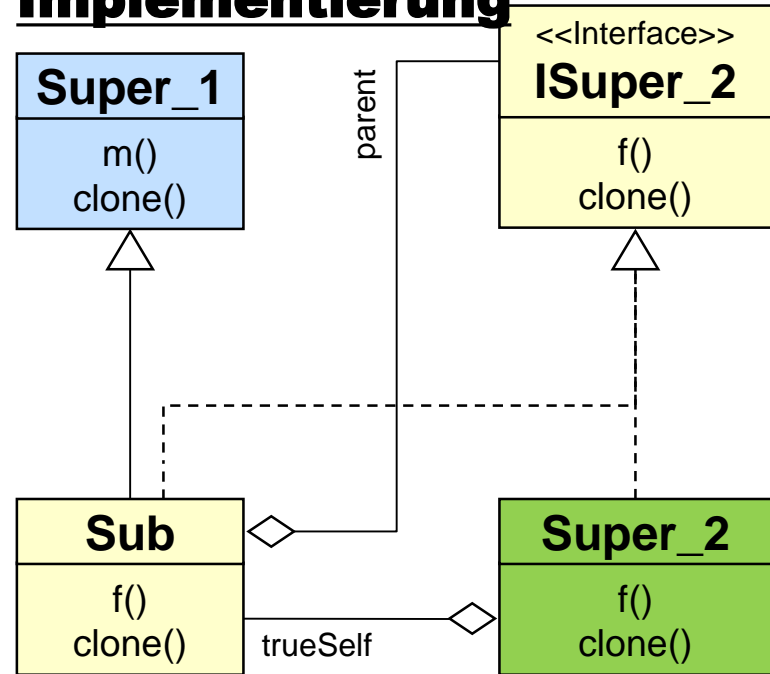 Implementierung
<<Interface>>
Super_1
ISuper_2
parent
m()
clone()
f()
clone()
Sub
Super_2
f()
clone()
trueSelf
f()
clone()